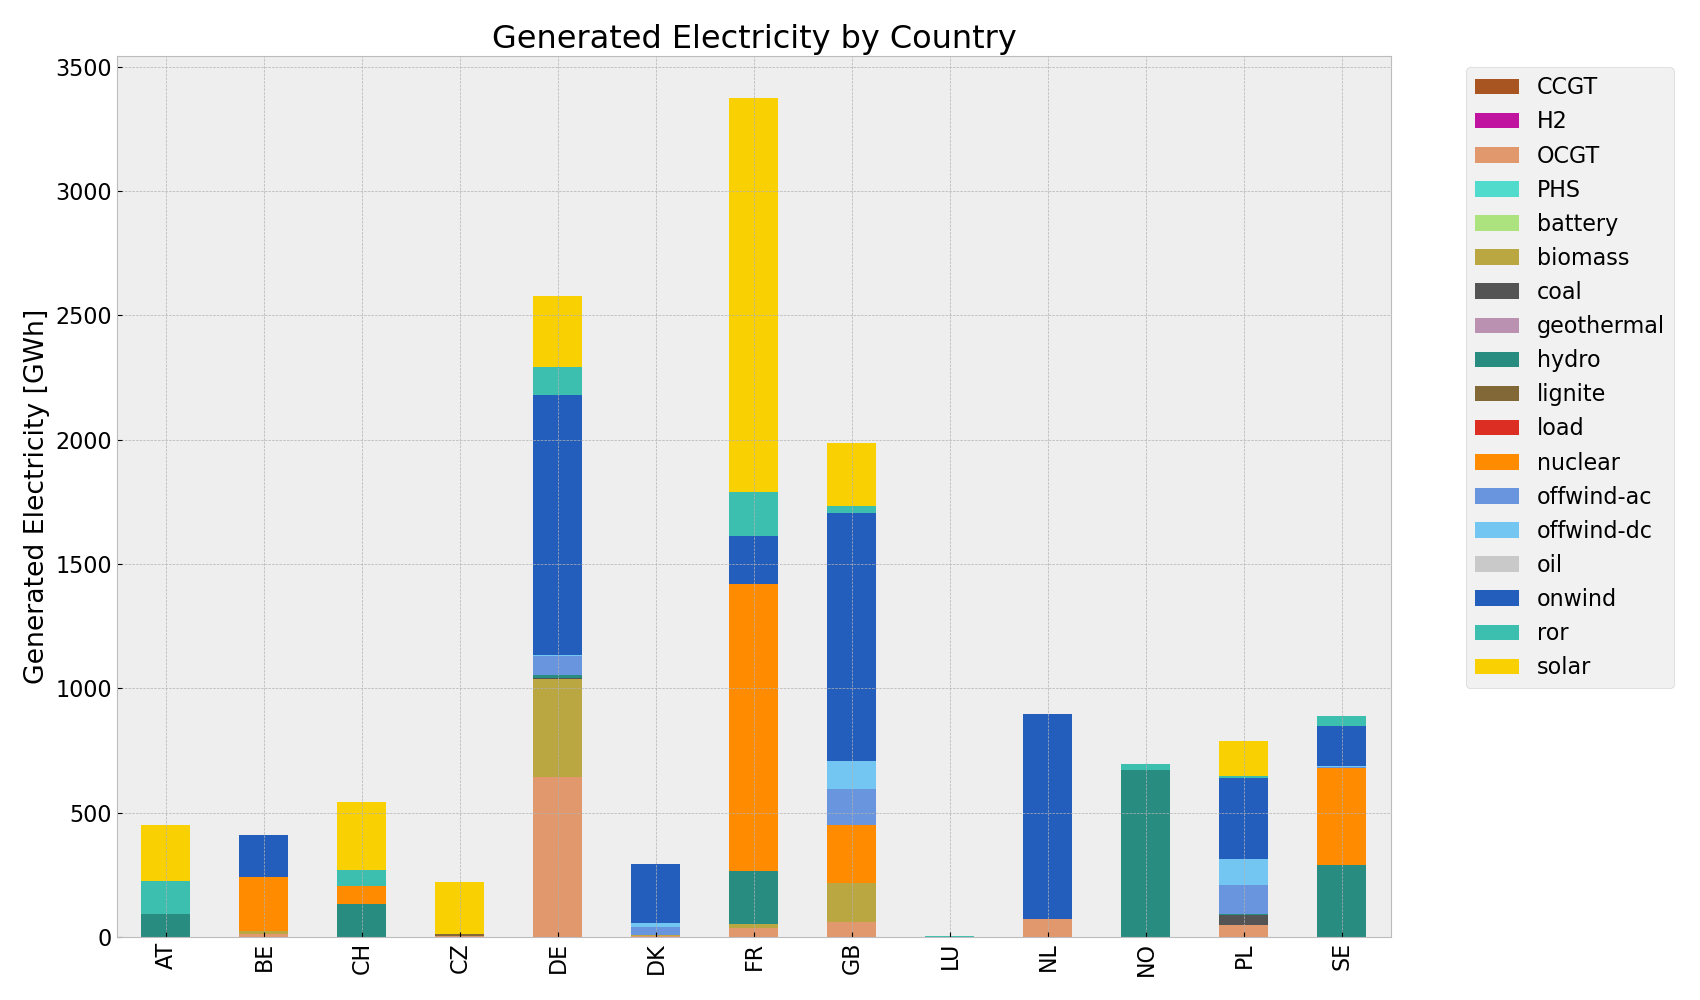 Generated Electricity by Country
Generated Electricity [GWh]
3500
3000
2500
2000
1500
1000
500
0
AT
BE
CH
CZ
DE
DK
FR
GB
LU
NL
NO
PL
SE
CCGT
H2
OCGT
PHS
battery
biomass
coal
geothermal
hydro
lignite
load
nuclear
offwind-ac
offwind-dc
oil
onwind
ror
solar